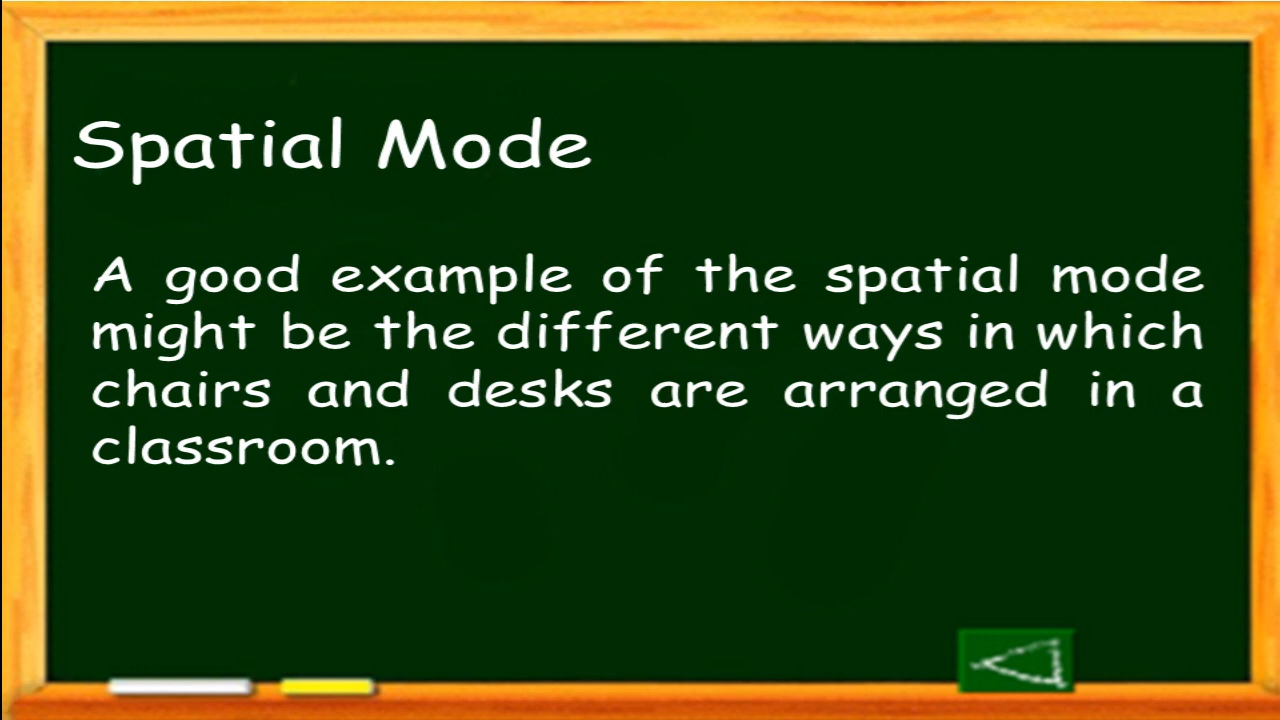 Spatial Mode
A good example of the spatial mode
might be the different ways in which
chairs and desks are arranged in a
classroom.